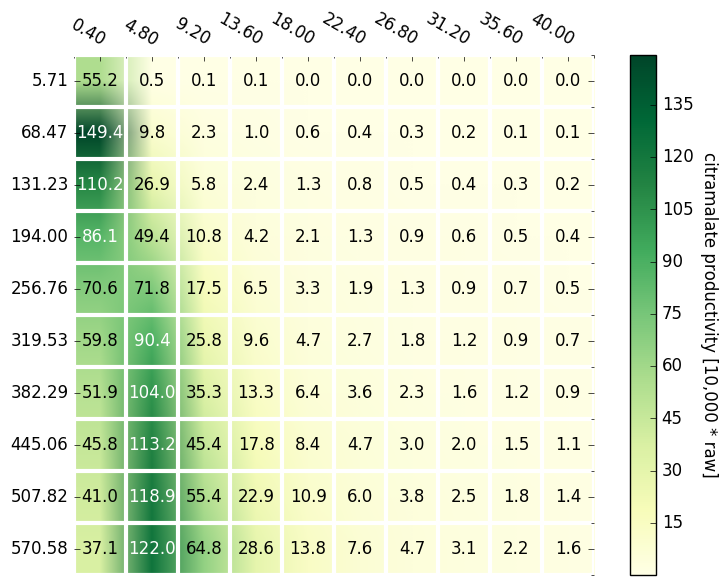 0.40 4.80 9.20 13.60 18.00 22.40 26.80 31.20 35.60 40.00
5.71 55.2 0.5 0.1 0.1 0.0 0.0 0.0 0.0 0.0 0.0
68.47 149.4 9.8 2.3 1.0 0.6 0.4 0.3 0.2 0.1 0.1
131.23 110.2 26.9 5.8 2.4 1.3 0.8 0.5 0.4 0.3 0.2
194.00 86.1 49.4 10.8 4.2 2.1 1.3 0.9 0.6 0.5 0.4
256.76 70.6 71.8 17.5 6.5 3.3 1.9 1.3 0.9 0.7 0.5
319.53 59.8 90.4 25.8 9.6 4.7 2.7 1.8 1.2 0.9 0.7
382.29 51.9 104.0 35.3 13.3 6.4 3.6 2.3 1.6 1.2 0.9
445.06 45.8 113.2 45.4 17.8 8.4 4.7 3.0 2.0 1.5 1.1
507.82 41.0 118.9 55.4 22.9 10.9 6.0 3.8 2.5 1.8 1.4
570.58 37.1 122.0 64.8 28.6 13.8 7.6 4.7 3.1 2.2 1.6
135
120
105
90
75
60
45
30
15
citramalate productivity [10,000 * raw]